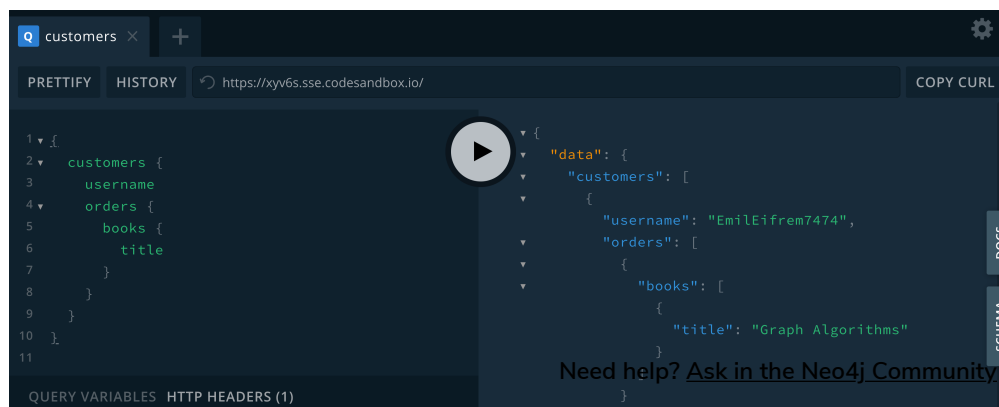 Q customers × +
PRETTIFY HISTORY https://xyv6s.sse.codesandbox.io/ COPY CURL
1 {
2 customers {
3 username
4 orders {
5 books {
6 title
7 }
8 }
9 }
10 }
11
QUERY VARIABLES HTTP HEADERS (1)
{
"data": {
"customers": [
{
"username": "EmilEifrem7474",
"orders": [
{
"books": [
{
"title": "Graph Algorithms"
}
Need help? Ask in the Neo4j Community
}
DOCS
SCHEMA